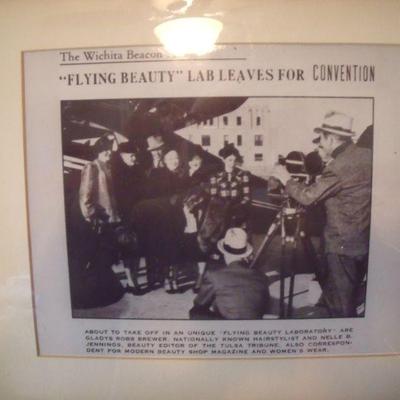 The Wichita Beacon
"FLYING BEAUTY" LAB LEAVES FOR CONVENTION
ABOUT TO TAKE OFF IN AN UNIQUE "FLYING BEAUTY LABORATORY" ARE
GLADYS ROBB BREWER, NATIONALLY KNOWN HAIRSTYLIST AND NELLE B.
JENNINGS, BEAUTY EDITOR OF THE TULSA TRIBUNE, ALSO CORRESPON-
DENT FOR MODERN BEAUTY SHOP MAGAZINE AND WOMEN'S WEAR.